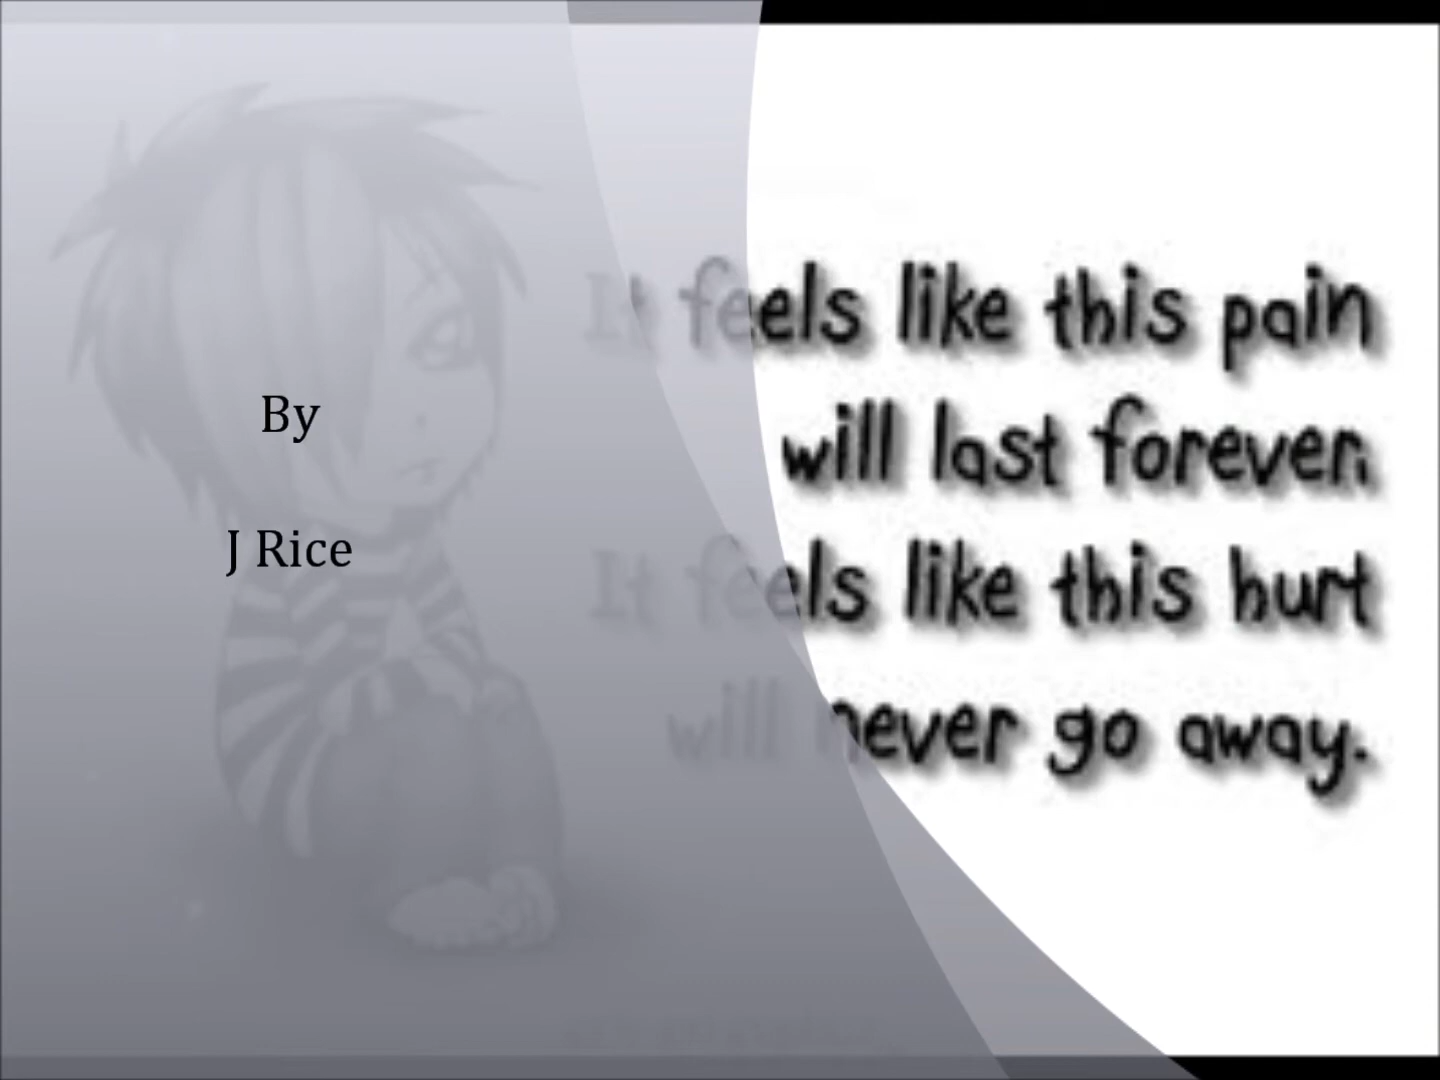 By
J Rice
It feels like this pain
will last forever.
It feels like this hurt
will never go away.